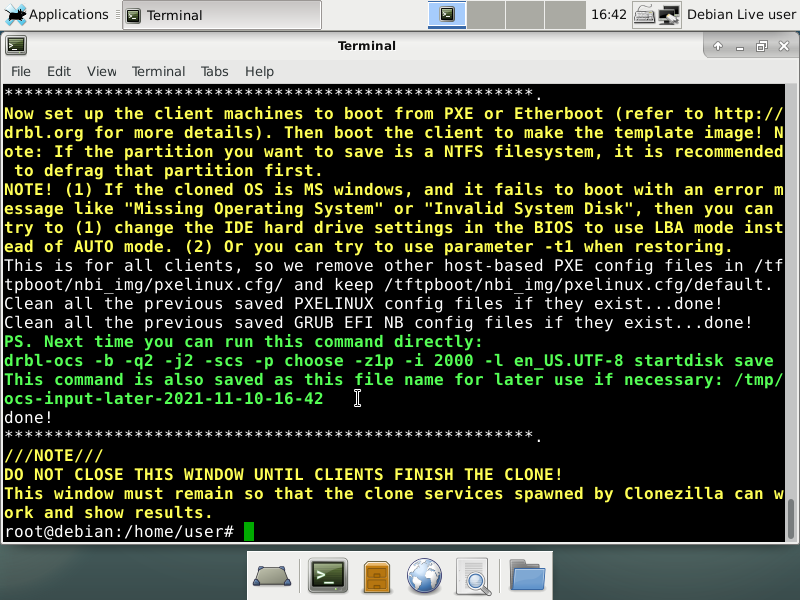 Applications Terminal 16:42 Debian Live user
Terminal
File Edit View Terminal Tabs Help
*******************************************************.
Now set up the client machines to boot from PXE or Etherboot (refer to http://
drbl.org for more details). Then boot the client to make the template image! N
ote: If the partition you want to save is a NTFS filesystem, it is recommended
 to defrag that partition first.
NOTE! (1) If the cloned OS is MS windows, and it fails to boot with an error m
essage like "Missing Operating System" or "Invalid System Disk", then you can
try to (1) change the IDE hard drive settings in the BIOS to use LBA mode inst
ead of AUTO mode. (2) Or you can try to use parameter -t1 when restoring.
This is for all clients, so we remove other host-based PXE config files in /tf
tpboot/nbi_img/pxelinux.cfg/ and keep /tftpboot/nbi_img/pxelinux.cfg/default.
Clean all the previous saved PXELINUX config files if they exist...done!
Clean all the previous saved GRUB EFI NB config files if they exist...done!
PS. Next time you can run this command directly:
drbl-ocs -b -q2 -j2 -scs -p choose -z1p -i 2000 -l en_US.UTF-8 startdisk save
This command is also saved as this file name for later use if necessary: /tmp/
ocs-input-later-2021-11-10-16-42
done!
*******************************************************.
///NOTE///
DO NOT CLOSE THIS WINDOW UNTIL CLIENTS FINISH THE CLONE!
This window must remain so that the clone services spawned by Clonezilla can w
ork and show results.
root@debian:/home/user#